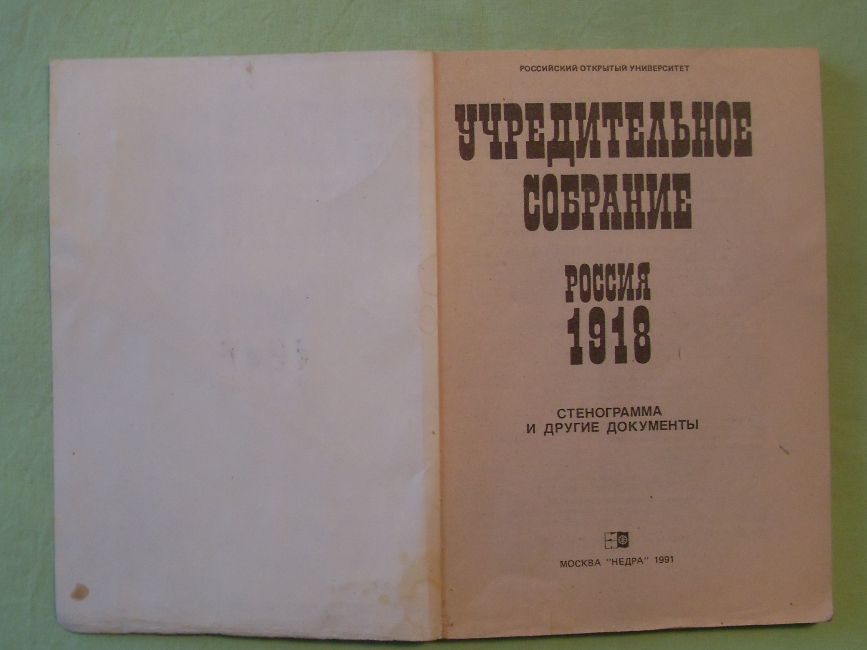 РОССИЙСКИЙ ОТКРЫТЫЙ УНИВЕРСИТЕТ
УЧРЕДИТЕЛЬНОЕ
СОБРАНИЕ
РОССИЯ
1918
СТЕНОГРАММА
И ДРУГИЕ ДОКУМЕНТЫ
МОСКВА "НЕДРА" 1991